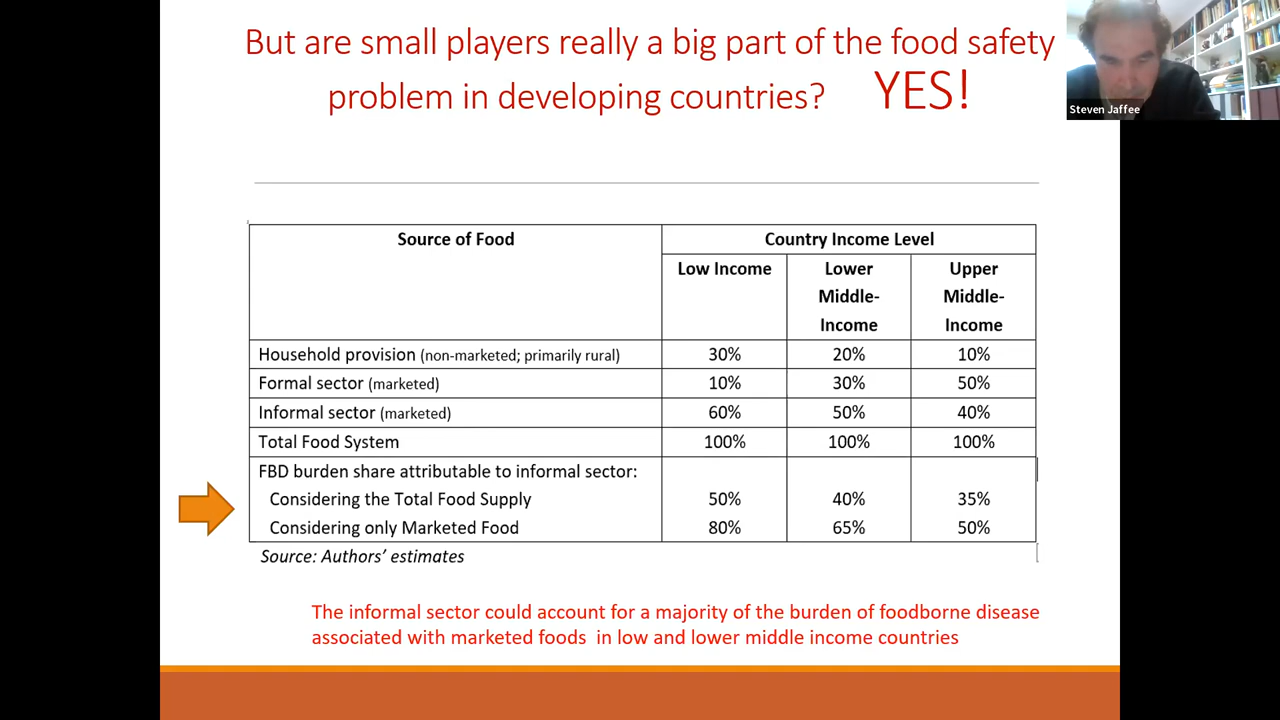 But are small players really a big part of the food safety
problem in developing countries? YES!
Steven Jaffee
Source of Food
Country Income Level
Low Income
Lower
Middle-
Income
Upper
Middle-
Income
Household provision (non-marketed; primarily rural) 30% 20% 10%
Formal sector (marketed) 10% 30% 50%
Informal sector (marketed) 60% 50% 40%
Total Food System 100% 100% 100%
FBD burden share attributable to informal sector:
Considering the Total Food Supply 50% 40% 35%
Considering only Marketed Food 80% 65% 50%
Source: Authors’ estimates
The informal sector could account for a majority of the burden of foodborne disease
associated with marketed foods in low and lower middle income countries